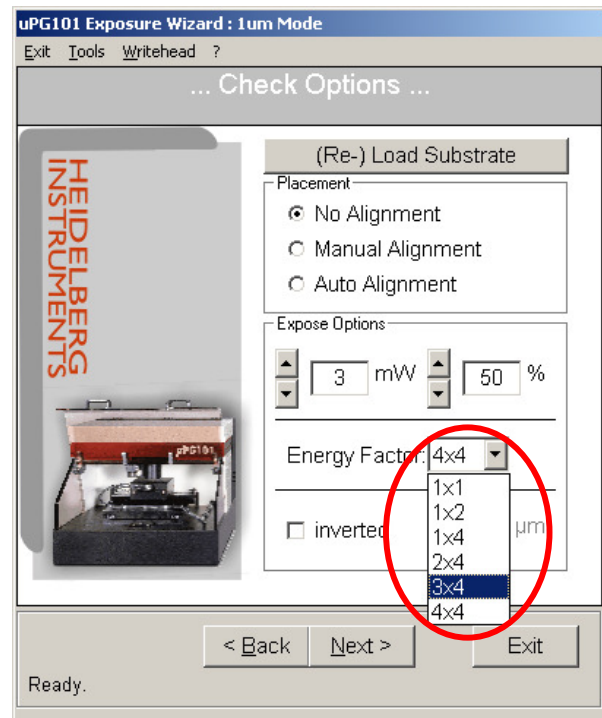 uPG101 Exposure Wizard : 1um Mode
Exit Tools Writehead ?
... Check Options ...
HEIDELBERG
INSTRUMENTS
µPG101
(Re-) Load Substrate
Placement
No Alignment
Manual Alignment
Auto Alignment
Expose Options
3 mW 50 %
Energy Factor: 4x4
1x1
1x2
1x4
2x4
3x4
4x4
inverted µm
< Back Next > Exit
Ready.